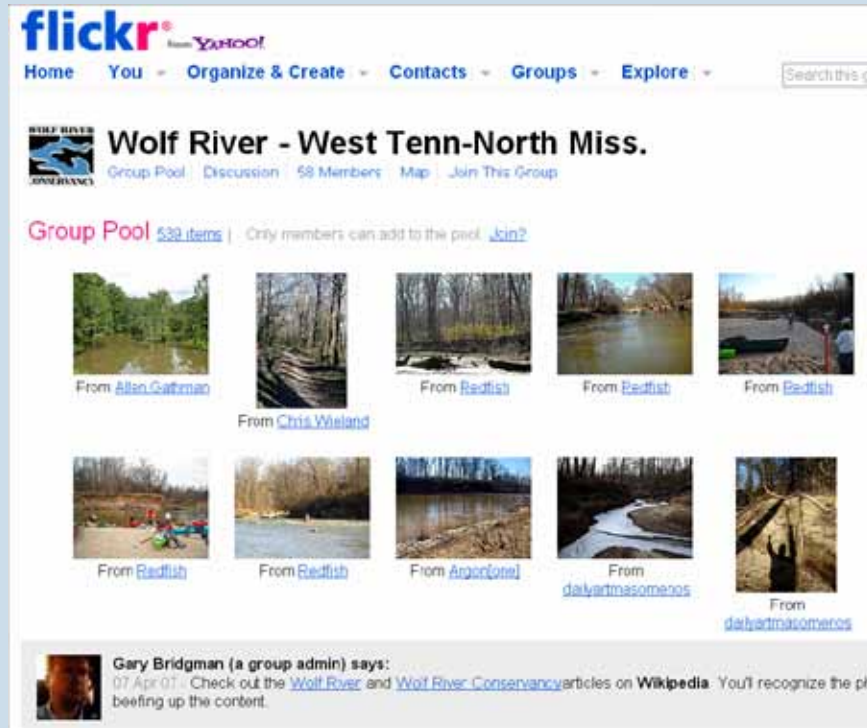 flickr® from YAHOO!
Home You Organize & Create Contacts Groups Explore Search this g
WOLF RIVER
CONSERVANCY
Wolf River - West Tenn-North Miss.
Group Pool Discussion 58 Members Map Join This Group
Group Pool 539 items | Only members can add to the pool. Join?
From Allen Gathman
From Chris Wieland
From Redfish
From Redfish
From Redfish
From Redfish
From Redfish
From Argon[one]
From
dailyartmasomenos
From
dailyartmasomenos
Gary Bridgman (a group admin) says:
07 Apr 07 - Check out the Wolf River and Wolf River Conservancyarticles on Wikipedia. You'll recognize the p
beefing up the content.